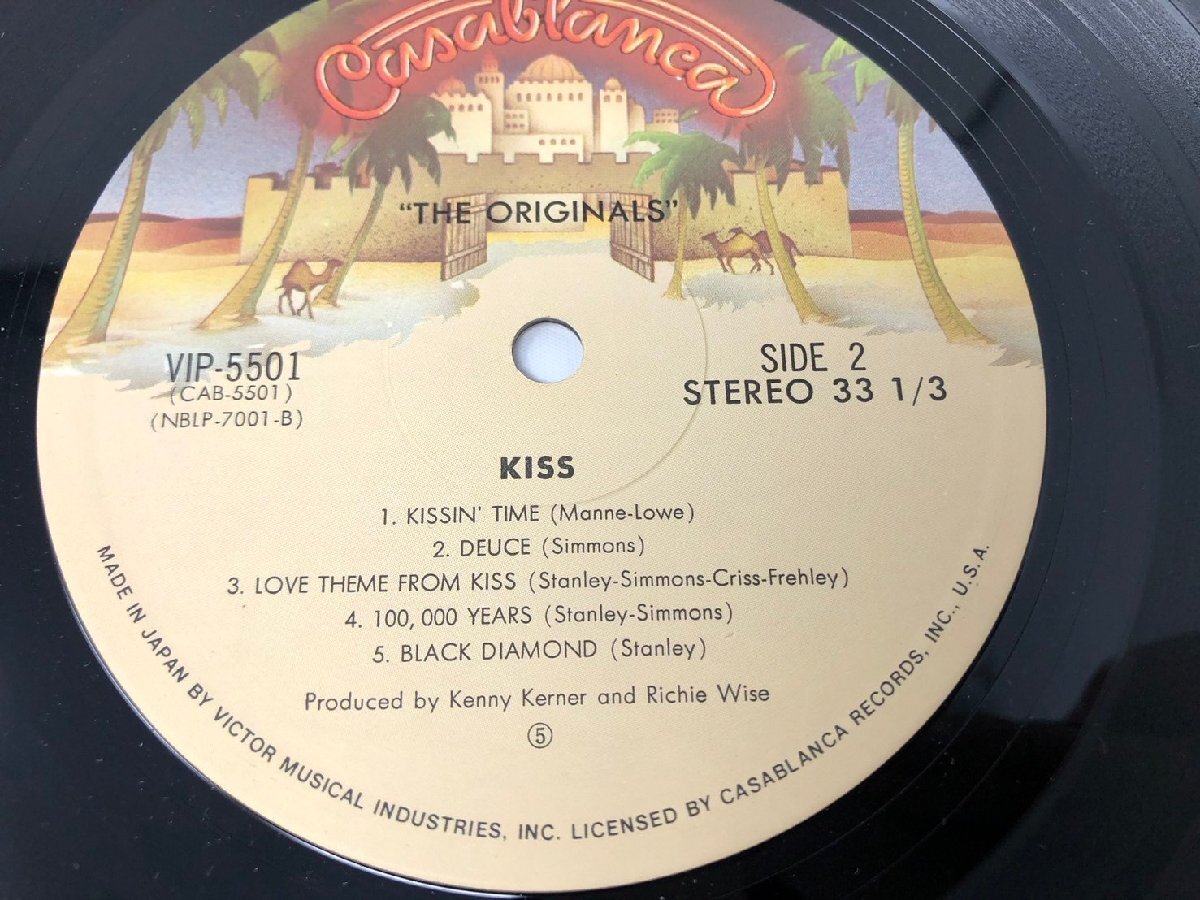 Casablanca
"THE ORIGINALS"
VIP-5501
(CAB-5501)
(NBLP-7001-B)
SIDE 2
STEREO 33 1/3
KISS
1. KISSIN' TIME (Manne-Lowe)
2. DEUCE (Simmons)
3. LOVE THEME FROM KISS (Stanley-Simmons-Criss-Frehley)
4. 100,000 YEARS (Stanley-Simmons)
5. BLACK DIAMOND (Stanley)
Produced by Kenny Kerner and Richie Wise
⑤
MADE IN JAPAN BY VICTOR MUSICAL INDUSTRIES, INC. LICENSED BY CASABLANCA RECORDS, INC., U.S.A.